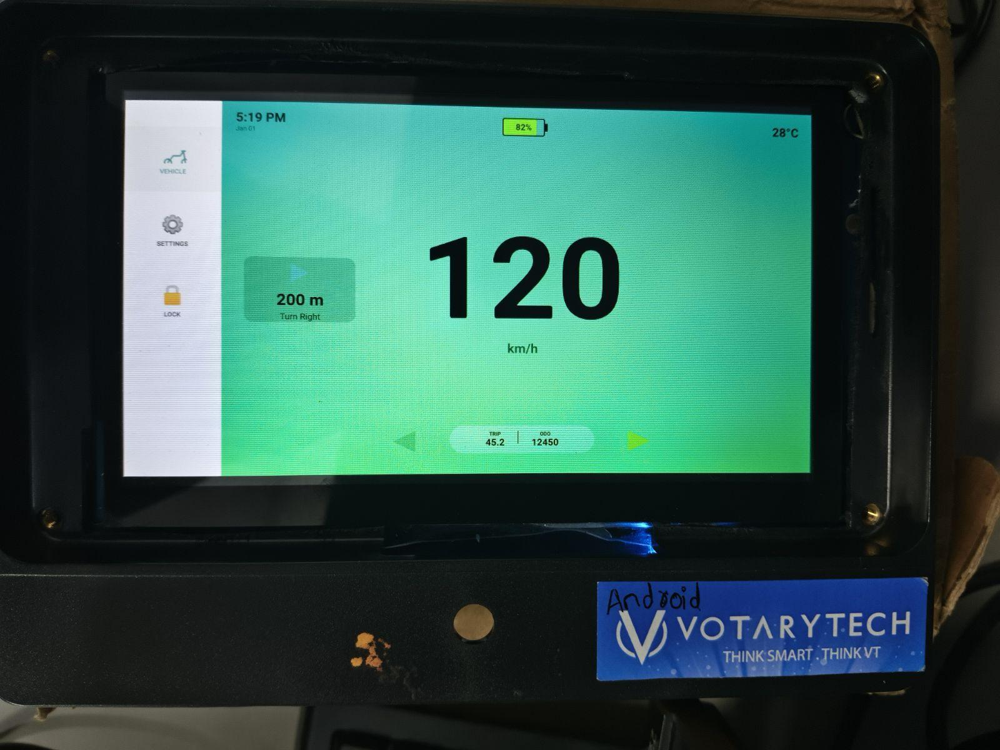 5:19 PM
Jan 01
82%
28°C
VEHICLE
SETTINGS
LOCK
200 m
Turn Right
120
km/h
TRIP
45.2
ODO
12450
Android
VOTARYTECH
THINK SMART . THINK VT